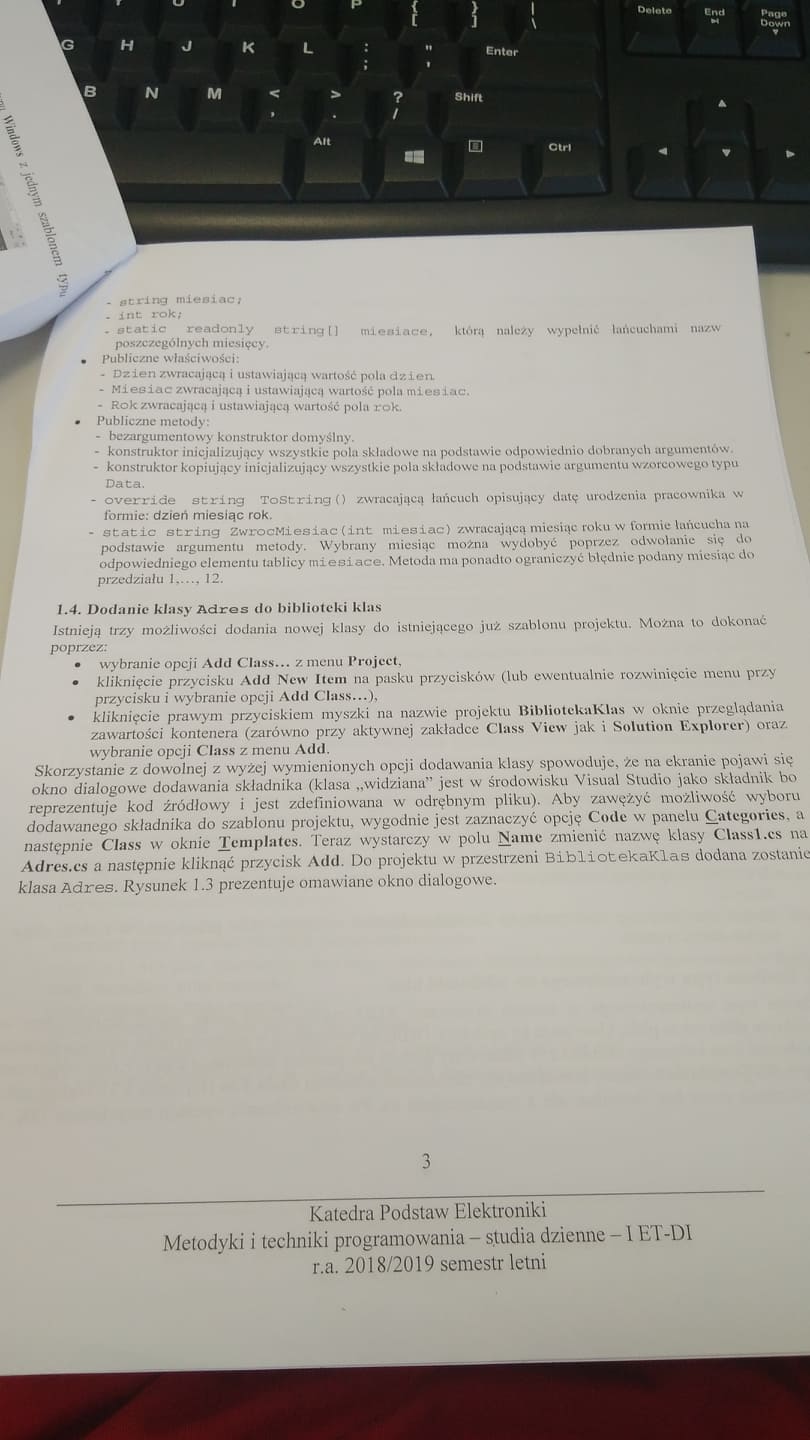 O P { [ } ] | \ Delete End Page Down
G H J K L : ; " ' Enter
B N M < , > . ? / Shift
Alt Ctrl
Windows z jednym szablonem typu
- string miesiac;
- int rok;
- static readonly string[] miesiace, którą należy wypełnić łańcuchami nazw
poszczególnych miesięcy.
• Publiczne właściwości:
- Dzien zwracającą i ustawiającą wartość pola dzien.
- Miesiac zwracającą i ustawiającą wartość pola miesiac.
- Rok zwracającą i ustawiającą wartość pola rok.
• Publiczne metody:
- bezargumentowy konstruktor domyślny.
- konstruktor inicjalizujący wszystkie pola składowe na podstawie odpowiednio dobranych argumentów.
- konstruktor kopiujący inicjalizujący wszystkie pola składowe na podstawie argumentu wzorcowego typu
Data.
- override string ToString() zwracającą łańcuch opisujący datę urodzenia pracownika w
formie: dzień miesiąc rok.
- static string ZwrocMiesiac(int miesiac) zwracającą miesiąc roku w formie łańcucha na
podstawie argumentu metody. Wybrany miesiąc można wydobyć poprzez odwołanie się do
odpowiedniego elementu tablicy miesiace. Metoda ma ponadto ograniczyć błędnie podany miesiąc do
przedziału 1,…, 12.
1.4. Dodanie klasy Adres do biblioteki klas
Istnieją trzy możliwości dodania nowej klasy do istniejącego już szablonu projektu. Można to dokonać
poprzez:
• wybranie opcji Add Class... z menu Project,
• kliknięcie przycisku Add New Item na pasku przycisków (lub ewentualnie rozwinięcie menu przy
przycisku i wybranie opcji Add Class...),
• kliknięcie prawym przyciskiem myszki na nazwie projektu BibliotekaKlas w oknie przeglądania
zawartości kontenera (zarówno przy aktywnej zakładce Class View jak i Solution Explorer) oraz
wybranie opcji Class z menu Add.
Skorzystanie z dowolnej z wyżej wymienionych opcji dodawania klasy spowoduje, że na ekranie pojawi się
okno dialogowe dodawania składnika (klasa „widziana” jest w środowisku Visual Studio jako składnik bo
reprezentuje kod źródłowy i jest zdefiniowana w odrębnym pliku). Aby zawężyć możliwość wyboru
dodawanego składnika do szablonu projektu, wygodnie jest zaznaczyć opcję Code w panelu Categories, a
następnie Class w oknie Templates. Teraz wystarczy w polu Name zmienić nazwę klasy Class1.cs na
Adres.cs a następnie kliknąć przycisk Add. Do projektu w przestrzeni BibliotekaKlas dodana zostanie
klasa Adres. Rysunek 1.3 prezentuje omawiane okno dialogowe.
3
Katedra Podstaw Elektroniki
Metodyki i techniki programowania – studia dzienne – I ET-DI
r.a. 2018/2019 semestr letni